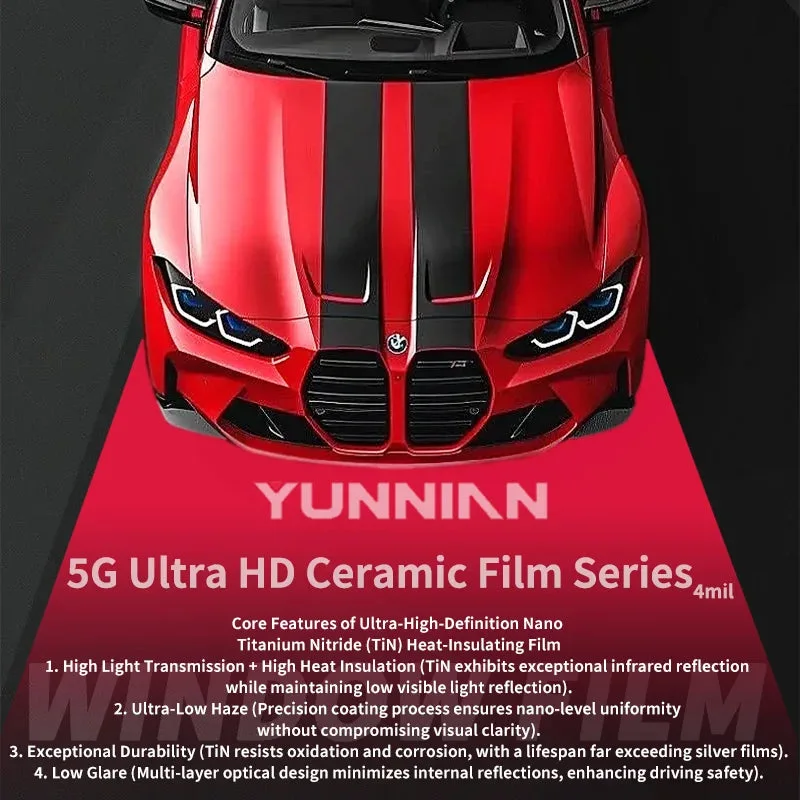 YUNNIAN
5G Ultra HD Ceramic Film Series 4mil
Core Features of Ultra-High-Definition Nano
Titanium Nitride (TiN) Heat-Insulating Film
1. High Light Transmission + High Heat Insulation (TiN exhibits exceptional infrared reflection
while maintaining low visible light reflection).
2. Ultra-Low Haze (Precision coating process ensures nano-level uniformity
without compromising visual clarity).
3. Exceptional Durability (TiN resists oxidation and corrosion, with a lifespan far exceeding silver films).
4. Low Glare (Multi-layer optical design minimizes internal reflections, enhancing driving safety).
WINDOW FILM